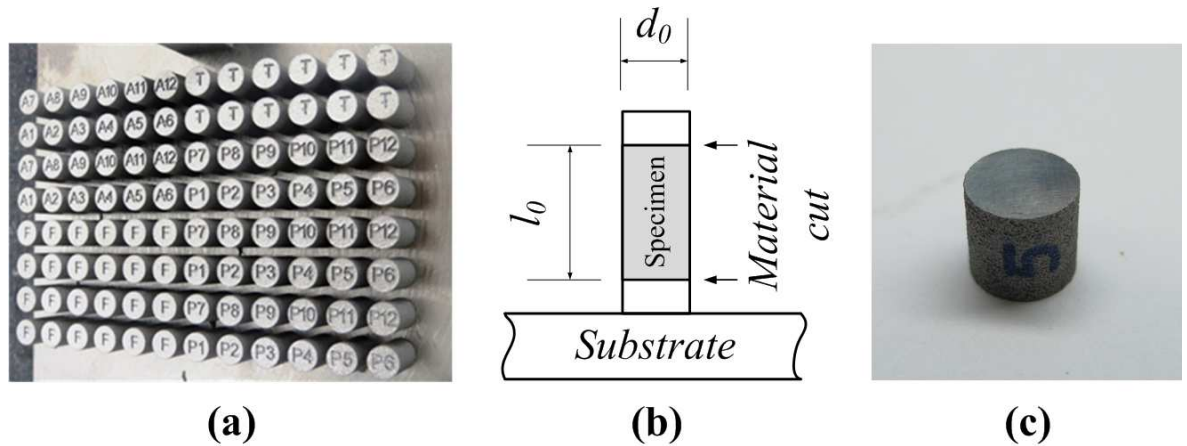 A7 A8 A9 A10 A11 A12 T T T T T T T
A1 A2 A3 A4 A5 A6 T T T T T T T
A7 A8 A9 A10 A11 A12 P7 P8 P9 P10 P11 P12
A1 A2 A3 A4 A5 A6 P1 P2 P3 P4 P5 P6
F F F F F F P7 P8 P9 P10 P11 P12
F F F F F F P1 P2 P3 P4 P5 P6
F F F F F F P7 P8 P9 P10 P11 P12
F F F F F F P1 P2 P3 P4 P5 P6
(a)
d0
l0
Specimen
Material
cut
Substrate
(b)
5
(c)